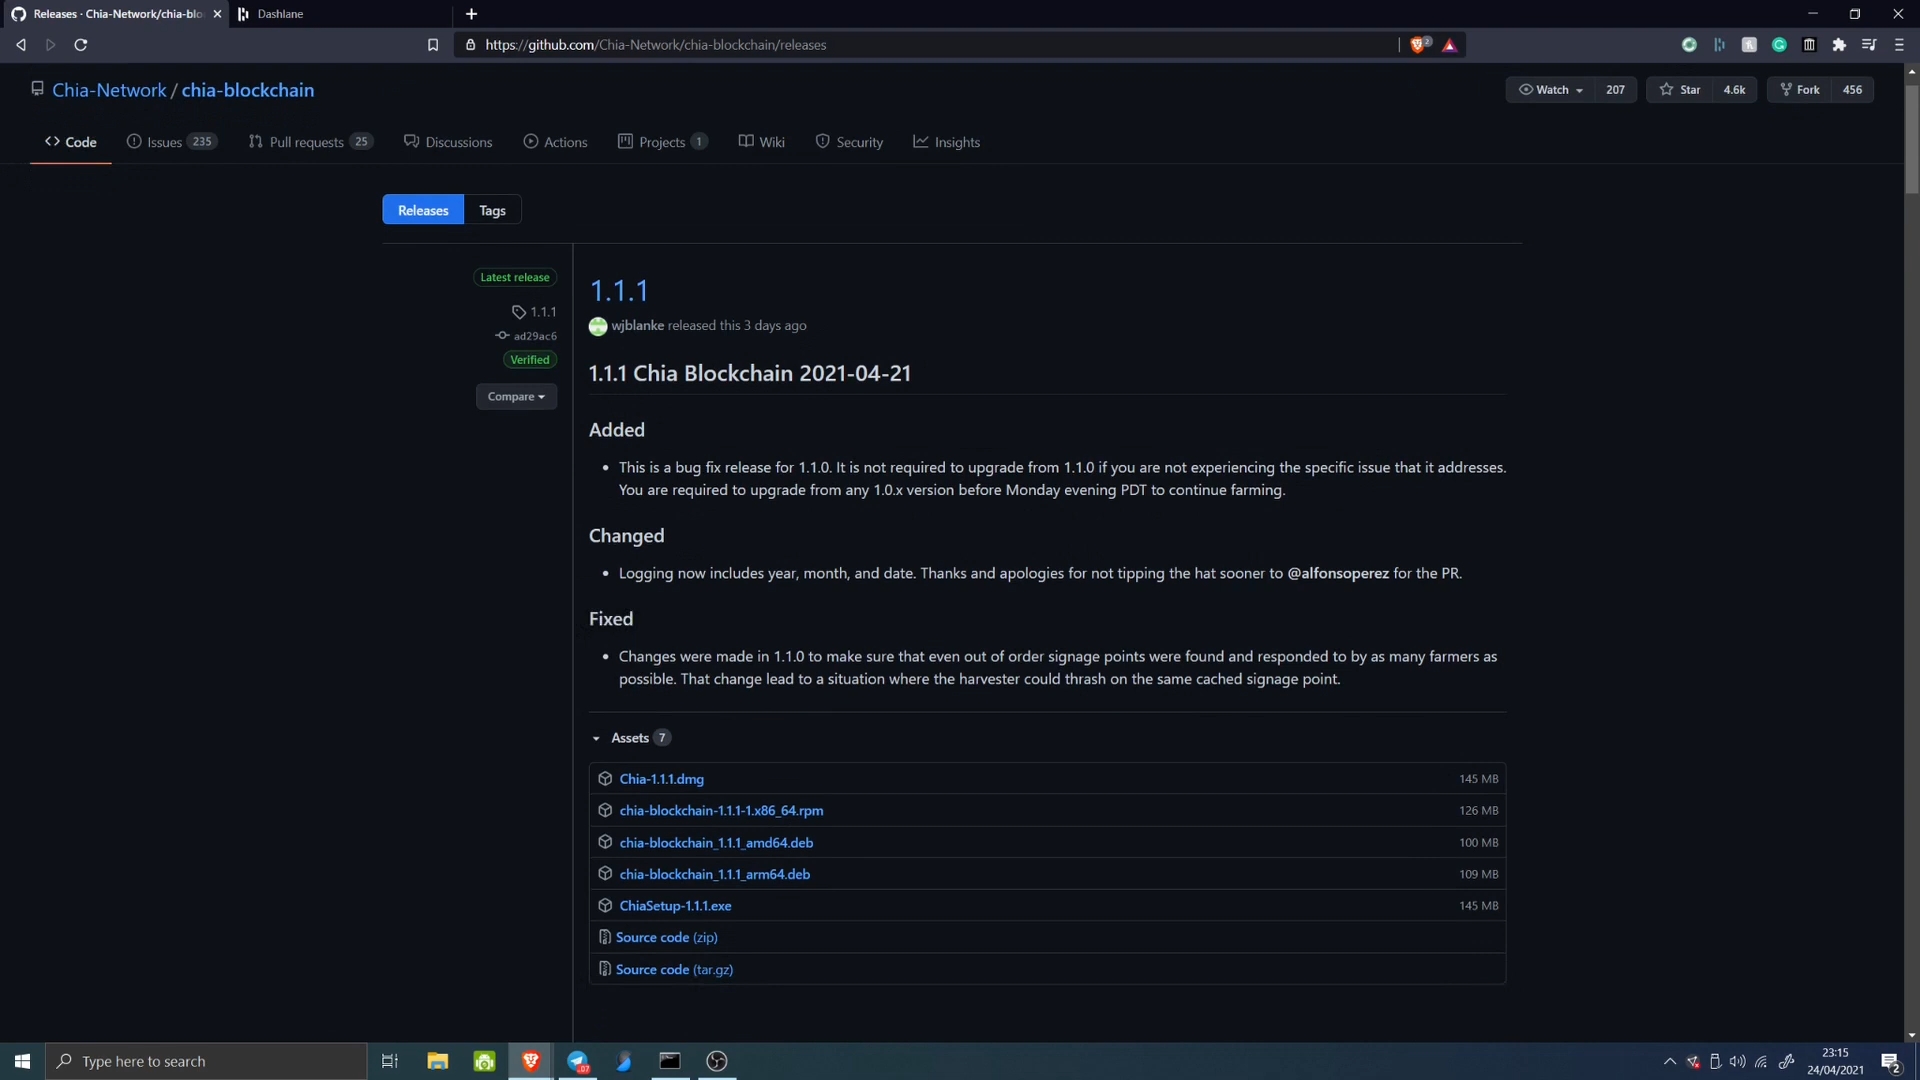 Releases · Chia-Network/chia-blo
Dashlane
https://github.com/Chia-Network/chia-blockchain/releases
2
Chia-Network / chia-blockchain
Watch 207
Star 4.6k
Fork 456
Code
Issues 235
Pull requests 25
Discussions
Actions
Projects 1
Wiki
Security
Insights
Releases
Tags
Latest release
1.1.1
ad29ac6
Verified
Compare
1.1.1
wjblanke released this 3 days ago
1.1.1 Chia Blockchain 2021-04-21
Added
This is a bug fix release for 1.1.0. It is not required to upgrade from 1.1.0 if you are not experiencing the specific issue that it addresses.
You are required to upgrade from any 1.0.x version before Monday evening PDT to continue farming.
Changed
Logging now includes year, month, and date. Thanks and apologies for not tipping the hat sooner to @alfonsoperez for the PR.
Fixed
Changes were made in 1.1.0 to make sure that even out of order signage points were found and responded to by as many farmers as
possible. That change lead to a situation where the harvester could thrash on the same cached signage point.
Assets 7
Chia-1.1.1.dmg 145 MB
chia-blockchain-1.1.1-1.x86_64.rpm 126 MB
chia-blockchain_1.1.1_amd64.deb 100 MB
chia-blockchain_1.1.1_arm64.deb 109 MB
ChiaSetup-1.1.1.exe 145 MB
Source code (zip)
Source code (tar.gz)
Type here to search
23:15
24/04/2021
2